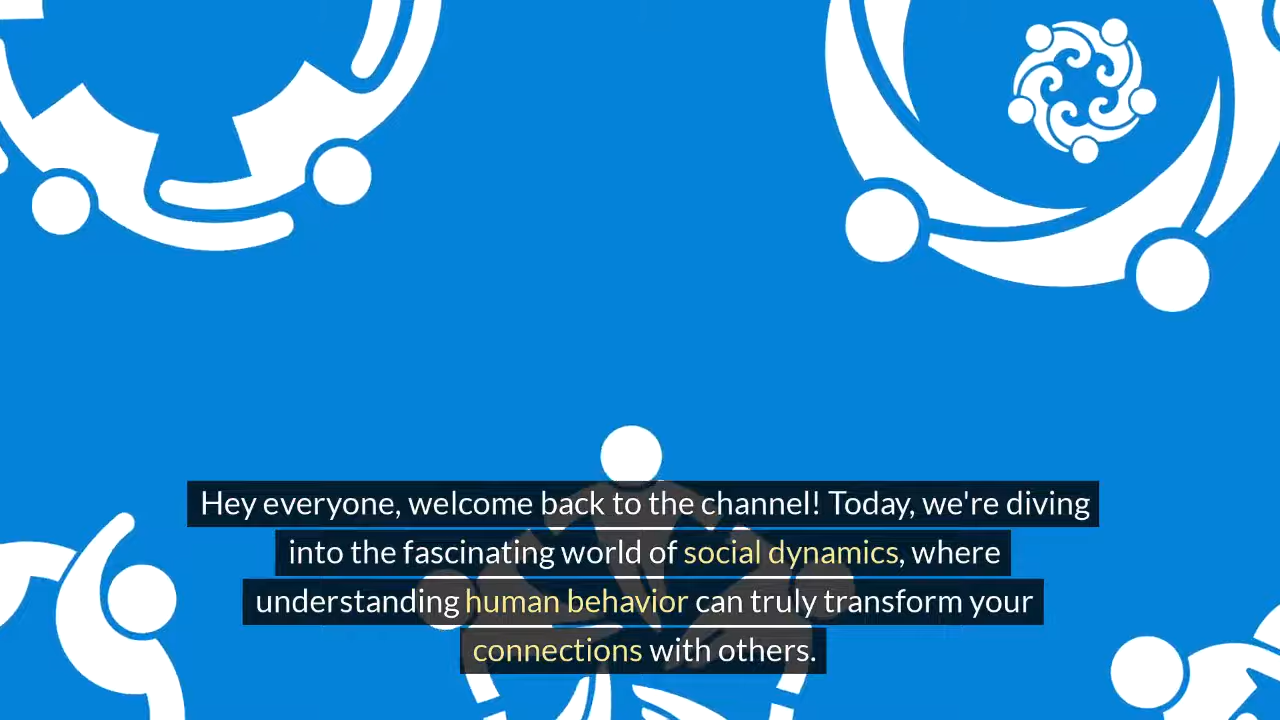 Hey everyone, welcome back to the channel! Today, we're diving
into the fascinating world of social dynamics, where
understanding human behavior can truly transform your
connections with others.